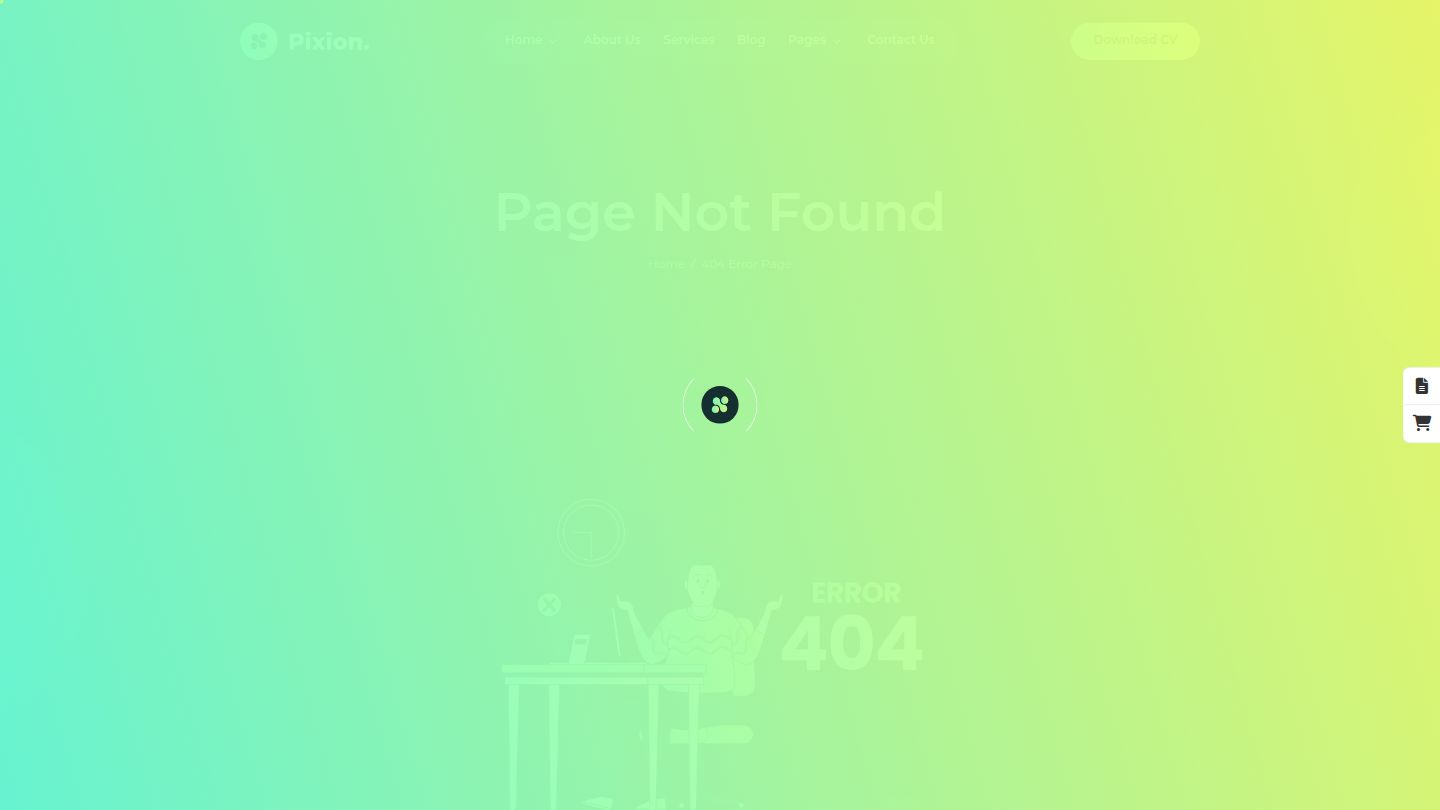 Pixion.
Home
About Us
Services
Blog
Pages
Contact Us
Download CV
Page Not Found
Home / 404 Error Page
ERROR
404